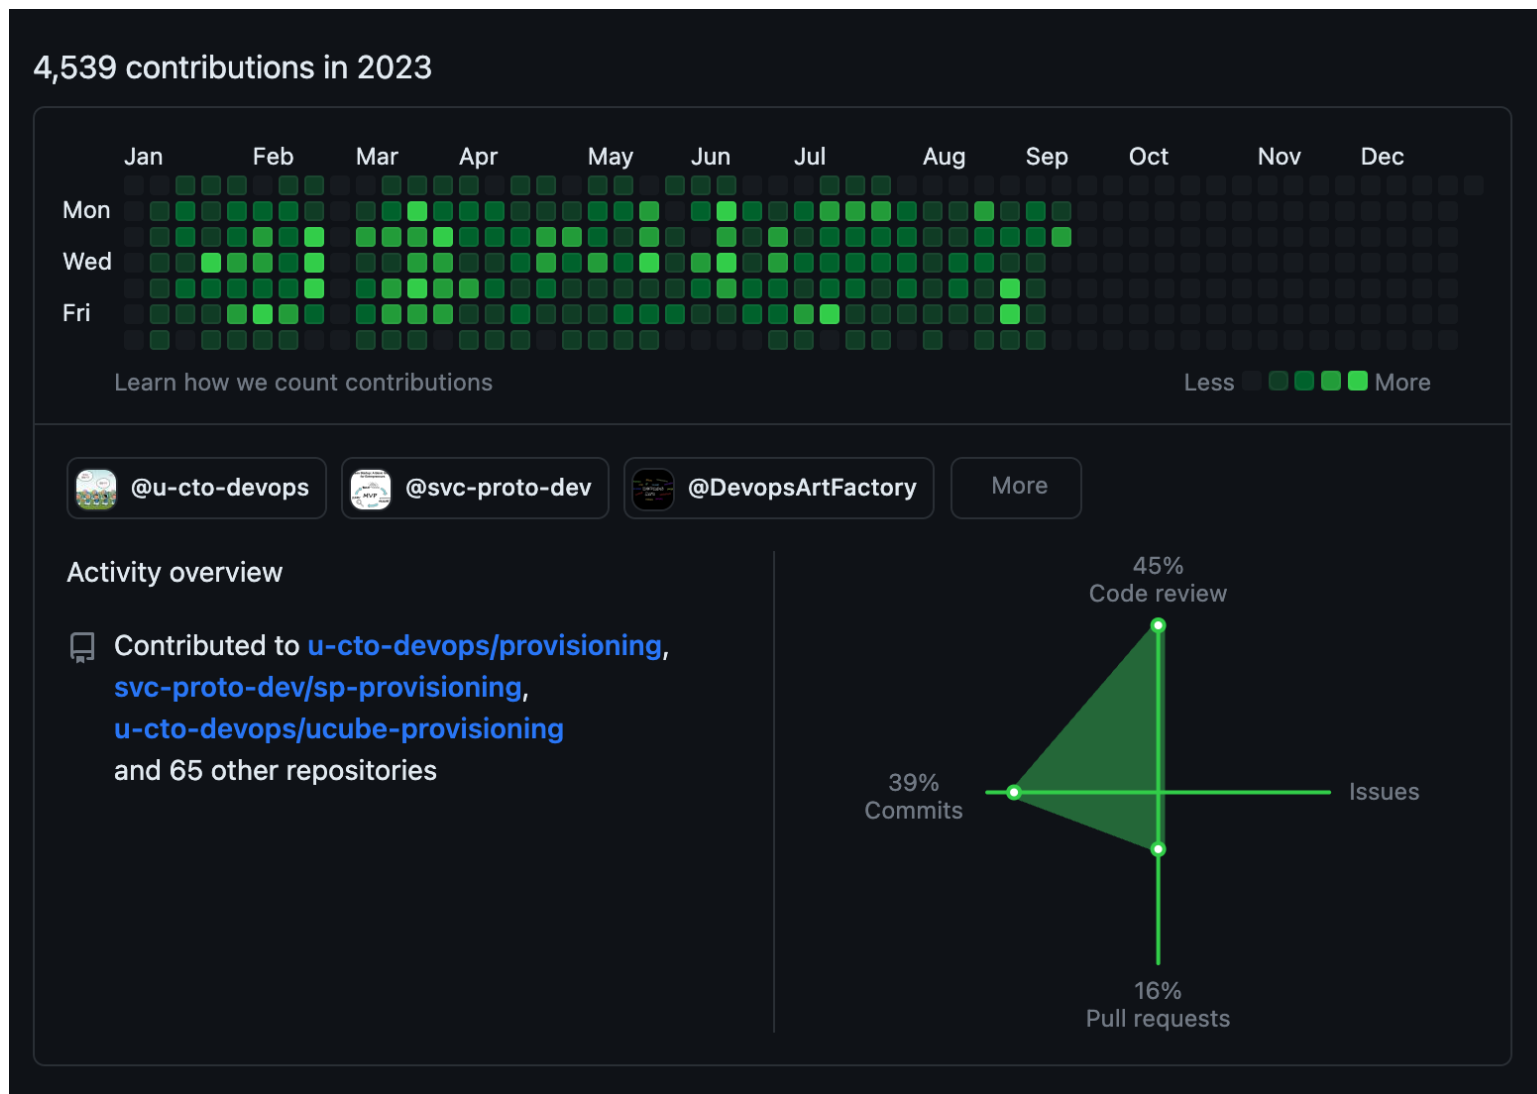 4,539 contributions in 2023
Jan Feb Mar Apr May Jun Jul Aug Sep Oct Nov Dec
Mon
Wed
Fri
Learn how we count contributions
Less More
@u-cto-devops @svc-proto-dev @DevopsArtFactory More
Activity overview
Contributed to u-cto-devops/provisioning,
svc-proto-dev/sp-provisioning,
u-cto-devops/ucube-provisioning
and 65 other repositories
45%
Code review
39%
Commits
Issues
16%
Pull requests
MVP